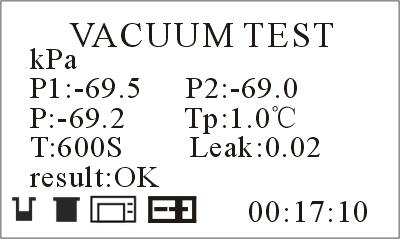 VACUUM TEST
kPa
P1:-69.5 P2:-69.0
P:-69.2 Tp:1.0℃
T:600S Leak:0.02
result:OK
00:17:10